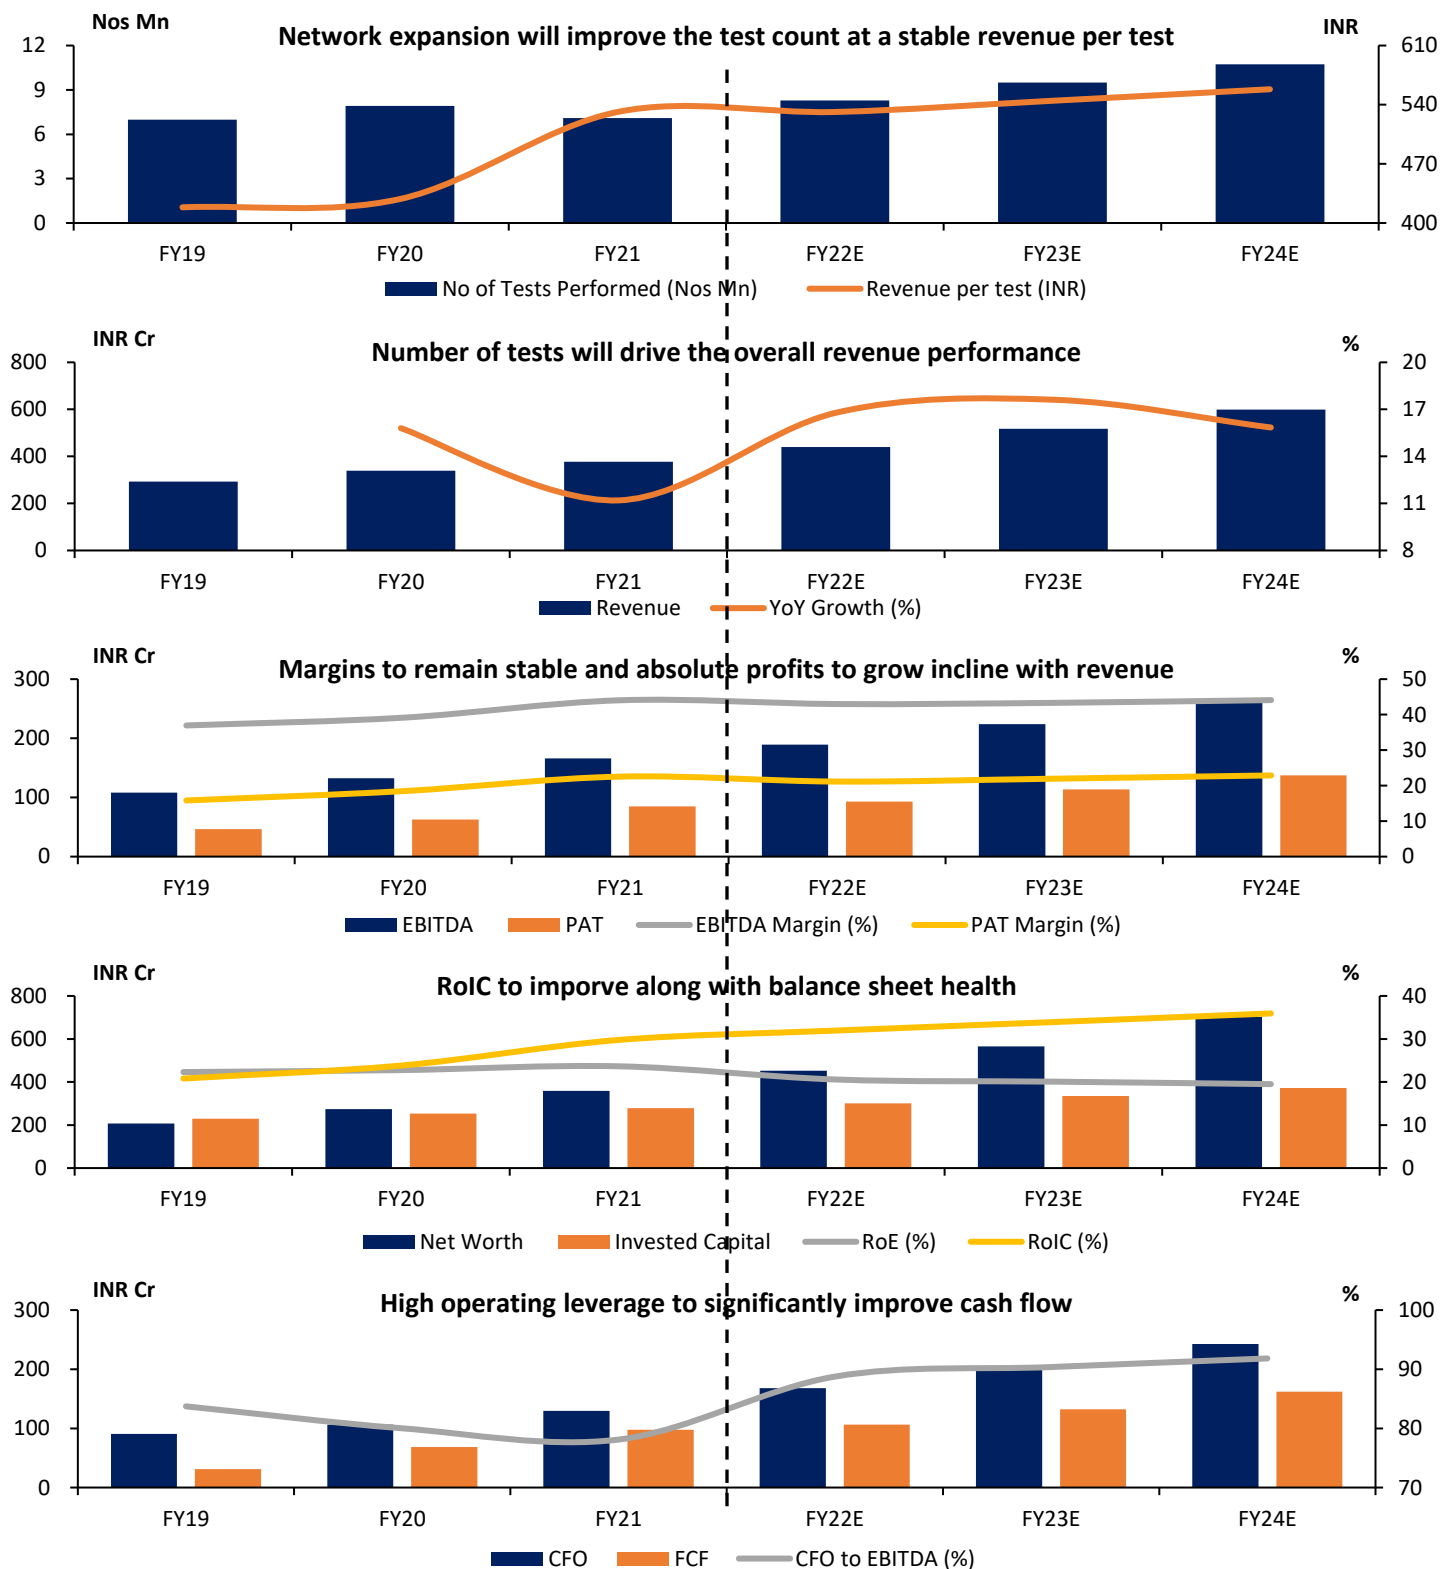 Nos Mn
Network expansion will improve the test count at a stable revenue per test
INR
12
9
6
3
0
610
540
470
400
FY19 FY20 FY21 FY22E FY23E FY24E
No of Tests Performed (Nos Mn) Revenue per test (INR)
INR Cr
Number of tests will drive the overall revenue performance
%
800
600
400
200
0
20
17
14
11
8
FY19 FY20 FY21 FY22E FY23E FY24E
Revenue YoY Growth (%)
INR Cr
Margins to remain stable and absolute profits to grow incline with revenue
%
300
200
100
0
50
40
30
20
10
0
FY19 FY20 FY21 FY22E FY23E FY24E
EBITDA PAT EBITDA Margin (%) PAT Margin (%)
INR Cr
RoIC to imporve along with balance sheet health
%
800
600
400
200
0
40
30
20
10
0
FY19 FY20 FY21 FY22E FY23E FY24E
Net Worth Invested Capital RoE (%) RoIC (%)
INR Cr
High operating leverage to significantly improve cash flow
%
300
200
100
0
100
90
80
70
FY19 FY20 FY21 FY22E FY23E FY24E
CFO FCF CFO to EBITDA (%)